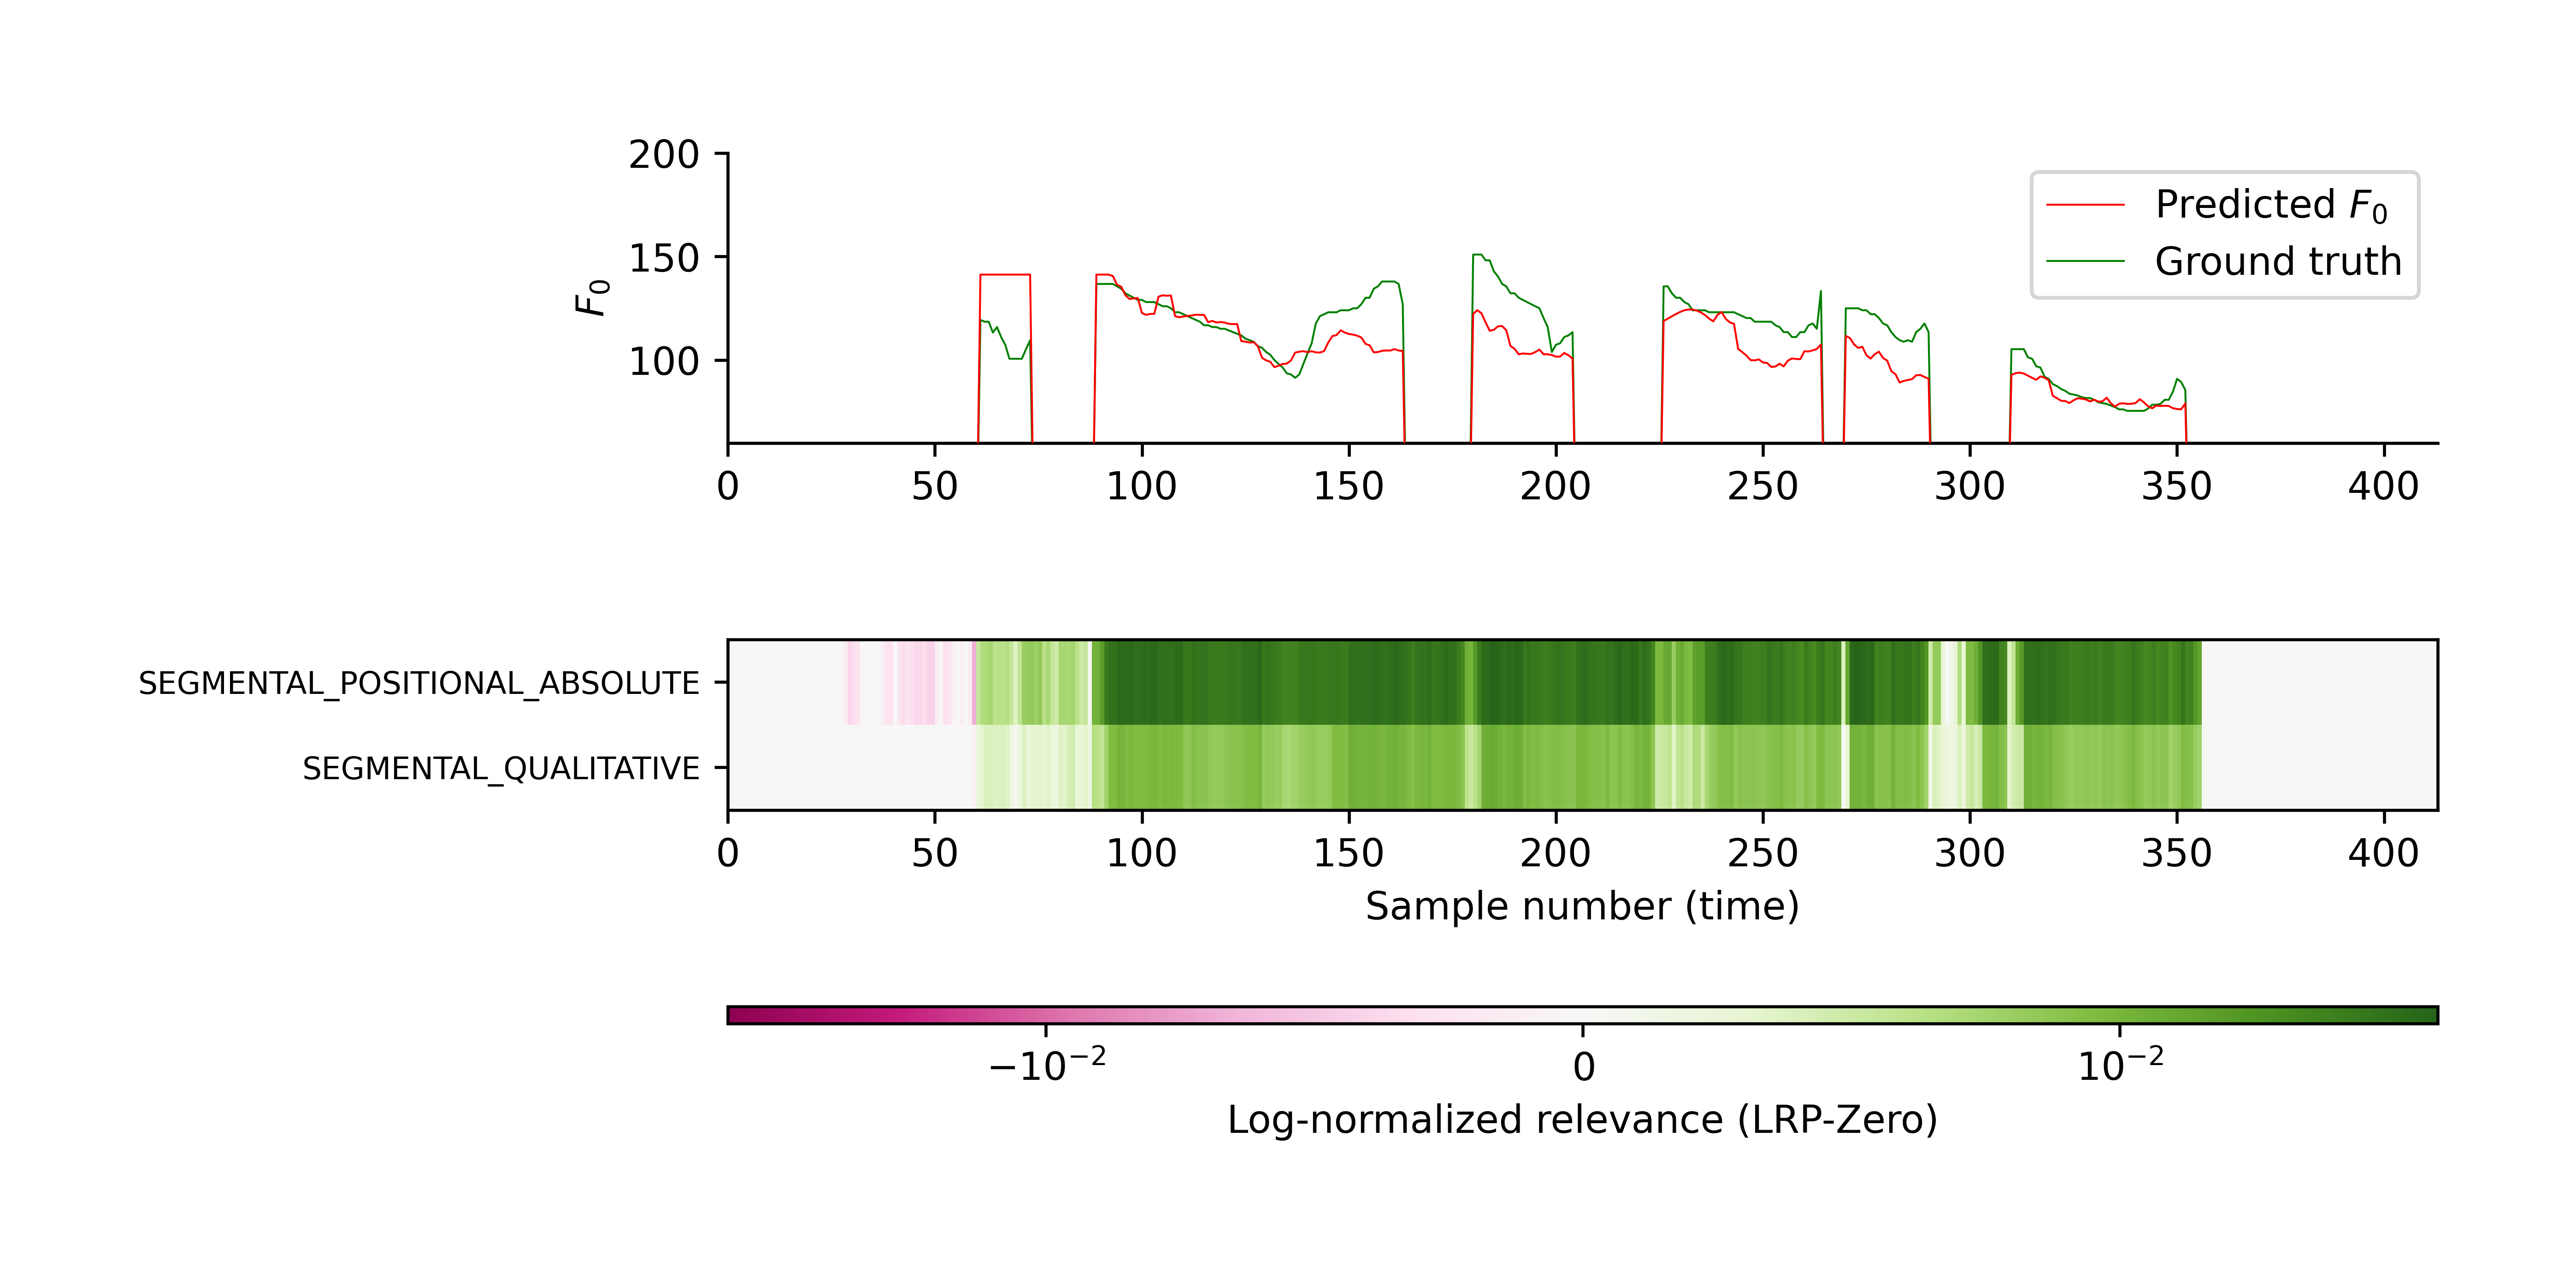 200
150
100
F₀
Predicted F₀
Ground truth
0 50 100 150 200 250 300 350 400
SEGMENTAL_POSITIONAL_ABSOLUTE
SEGMENTAL_QUALITATIVE
0 50 100 150 200 250 300 350 400
Sample number (time)
−10⁻² 0 10⁻²
Log-normalized relevance (LRP-Zero)